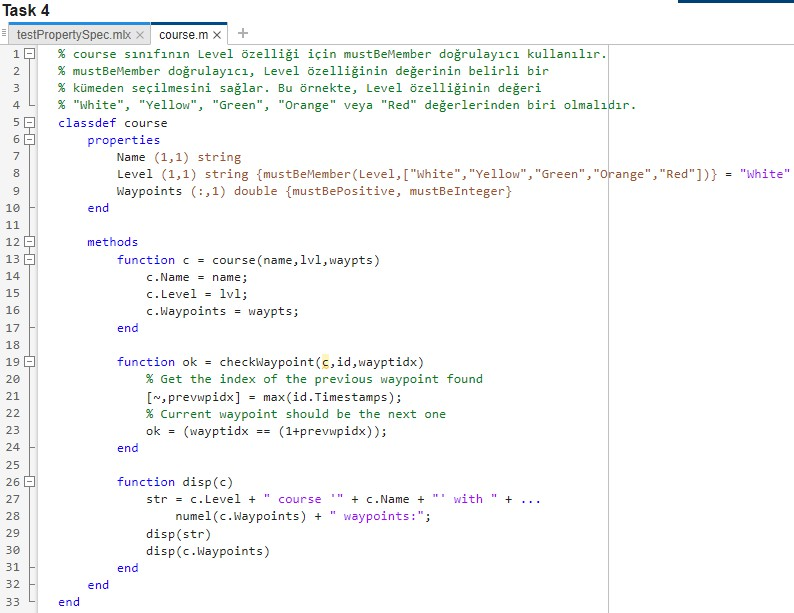 Task 4
testPropertySpec.mlx × course.m × +
1 % course sınıfının Level özelliği için mustBeMember doğrulayıcı kullanılır.
2 % mustBeMember doğrulayıcı, Level özelliğinin değerinin belirli bir
3 % kümeden seçilmesini sağlar. Bu örnekte, Level özelliğinin değeri
4 % "White", "Yellow", "Green", "Orange" veya "Red" değerlerinden biri olmalıdır.
5 classdef course
6 properties
7 Name (1,1) string
8 Level (1,1) string {mustBeMember(Level,["White","Yellow","Green","Orange","Red"])} = "White"
9 Waypoints (:,1) double {mustBePositive, mustBeInteger}
10 end
11
12 methods
13 function c = course(name,lvl,waypts)
14 c.Name = name;
15 c.Level = lvl;
16 c.Waypoints = waypts;
17 end
18
19 function ok = checkWaypoint(c,id,wayptidx)
20 % Get the index of the previous waypoint found
21 [~,prevwpidx] = max(id.Timestamps);
22 % Current waypoint should be the next one
23 ok = (wayptidx == (1+prevwpidx));
24 end
25
26 function disp(c)
27 str = c.Level + " course '" + c.Name + "' with " + ...
28 numel(c.Waypoints) + " waypoints:";
29 disp(str)
30 disp(c.Waypoints)
31 end
32 end
33 end